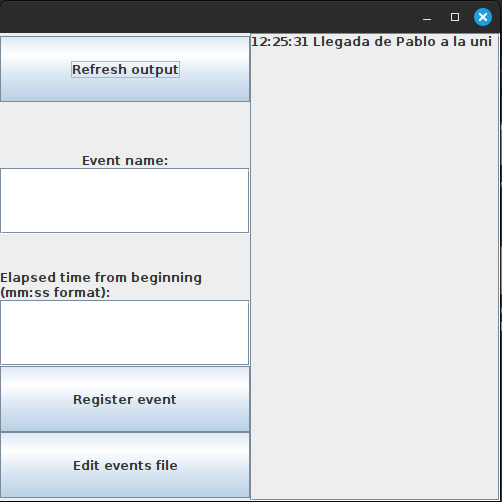 Refresh output
Event name:
Elapsed time from beginning
(mm:ss format):
Register event
Edit events file
12:25:31 Llegada de Pablo a la uni